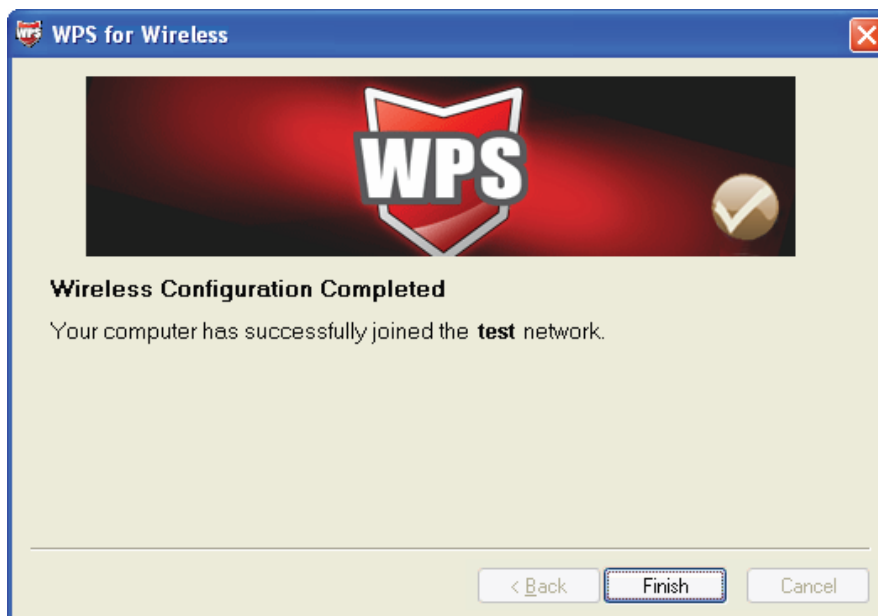 WPS for Wireless
WPS
Wireless Configuration Completed
Your computer has successfully joined the test network.
< Back
Finish
Cancel